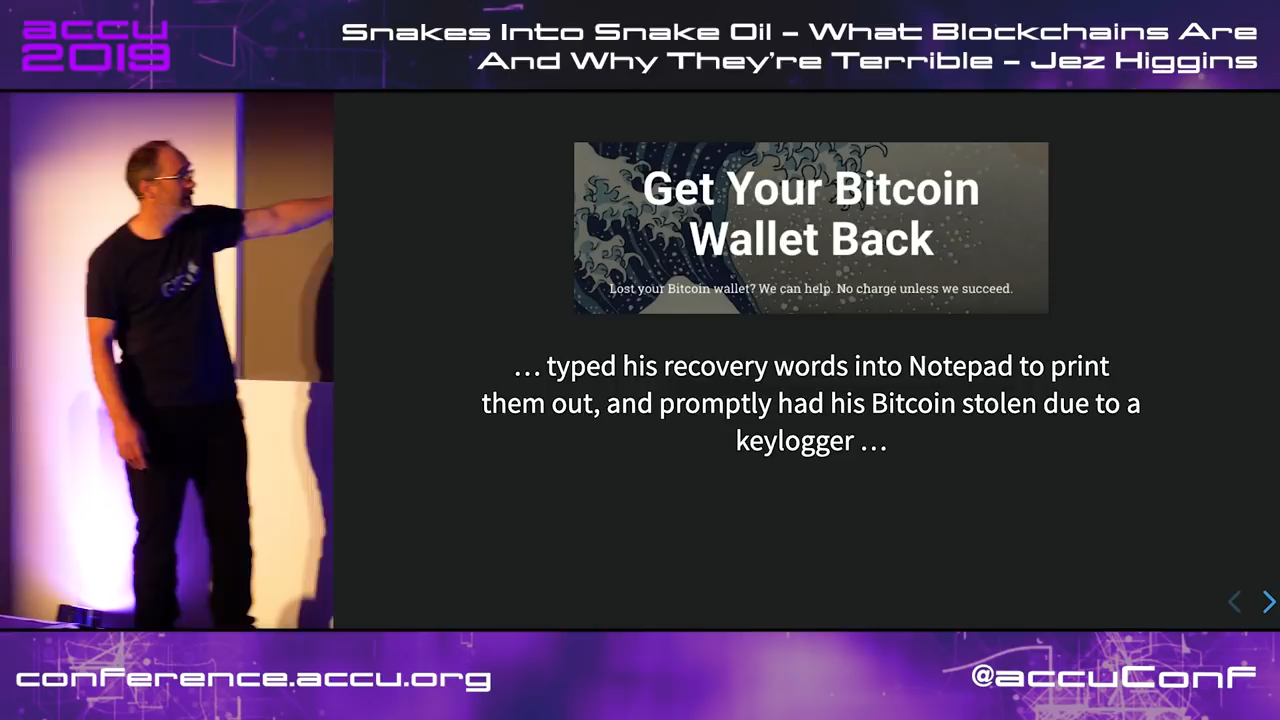 accu
2019
Snakes Into Snake Oil – What Blockchains Are
And Why They're Terrible – Jez Higgins
Get Your Bitcoin
Wallet Back
Lost your Bitcoin wallet? We can help. No charge unless we succeed.
… typed his recovery words into Notepad to print
them out, and promptly had his Bitcoin stolen due to a
keylogger …
conference.accu.org
@accuConf